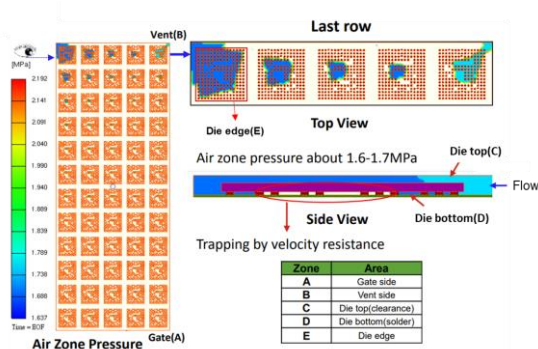 Vent(B)
Last row
[MPa]
2.192
2.141
2.091
2.040
1.990
1.940
1.889
1.839
1.789
1.738
1.688
1.637
Time = EOF
Die edge(E)
Top View
Air zone pressure about 1.6-1.7MPa
Die top(C)
Flow
Side View
Die bottom(D)
Trapping by velocity resistance
Zone Area
A Gate side
B Vent side
C Die top(clearance)
D Die bottom(solder)
E Die edge
Gate(A)
Air Zone Pressure